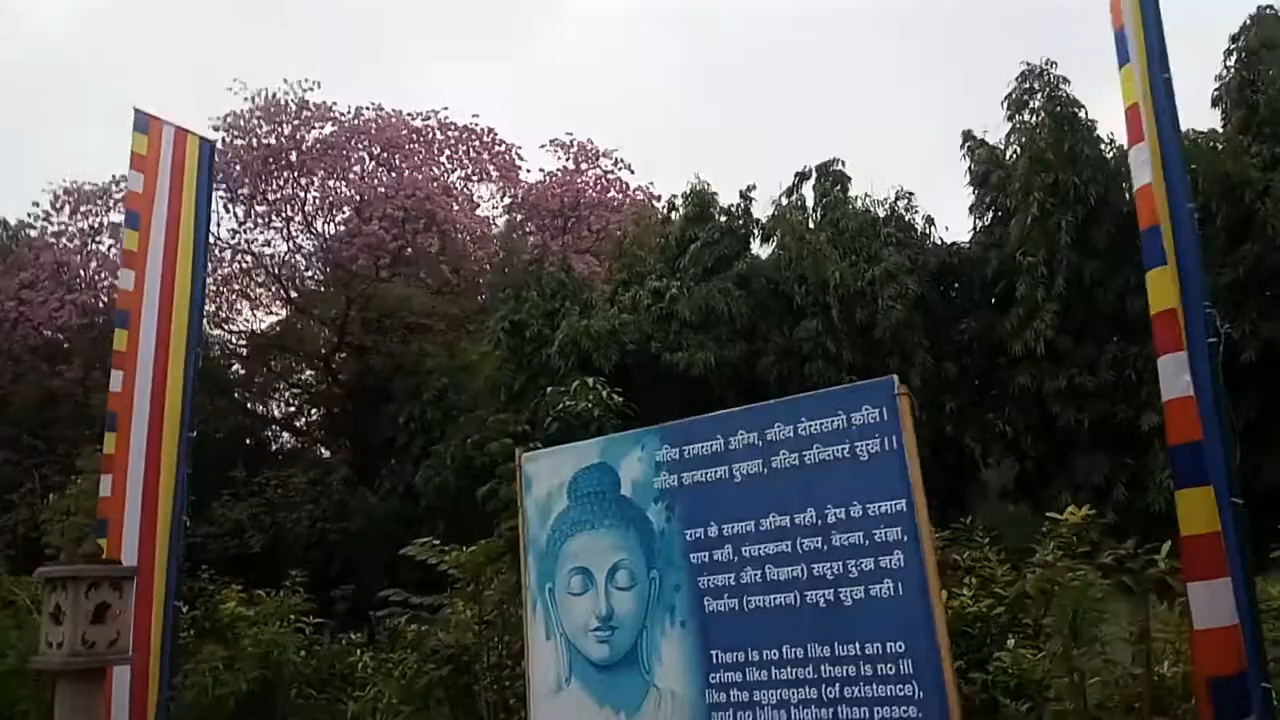 नत्थि रागसमो अग्गि, नत्थि दोससमो कलि।
नत्थि खन्धसमा दुक्खा, नत्थि सन्तिपरं सुखं।।
राग के समान अग्नि नही, द्वेष के समान
पाप नही, पंचस्कन्ध (रूप, वेदना, संज्ञा,
संस्कार और विज्ञान) सदृश दुःख नही
निर्वाण (उपशमन) सदृष सुख नहीं।
There is no fire like lust an no
crime like hatred. there is no ill
like the aggregate (of existence),
and no bliss higher than peace.